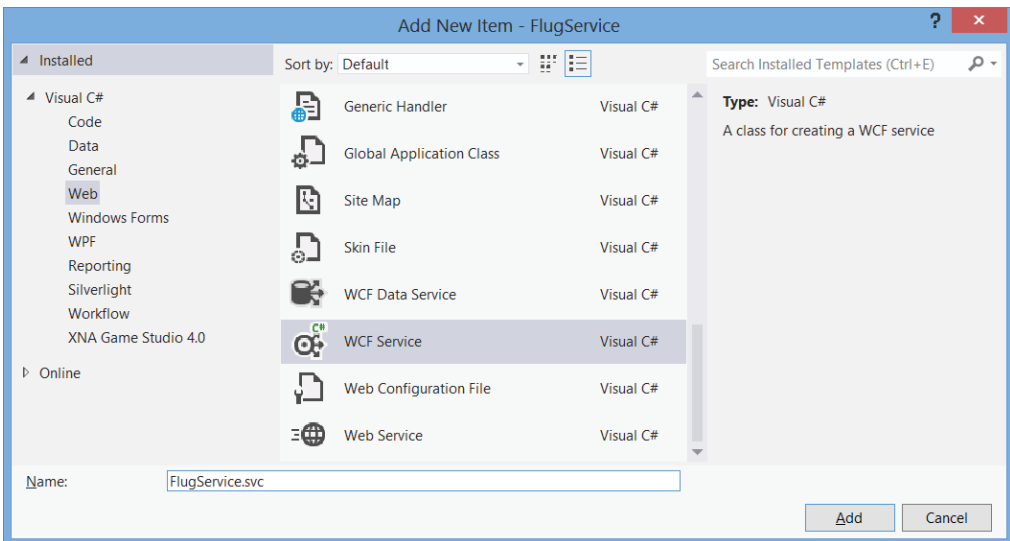 Add New Item - FlugService
?
Installed
Sort by: Default
Search Installed Templates (Ctrl+E)
Visual C#
Code
Data
General
Web
Windows Forms
WPF
Reporting
Silverlight
Workflow
XNA Game Studio 4.0
Online
Generic Handler Visual C#
Global Application Class Visual C#
Site Map Visual C#
Skin File Visual C#
WCF Data Service Visual C#
C#
WCF Service Visual C#
Web Configuration File Visual C#
Web Service Visual C#
Type: Visual C#
A class for creating a WCF service
Name: FlugService.svc
Add Cancel